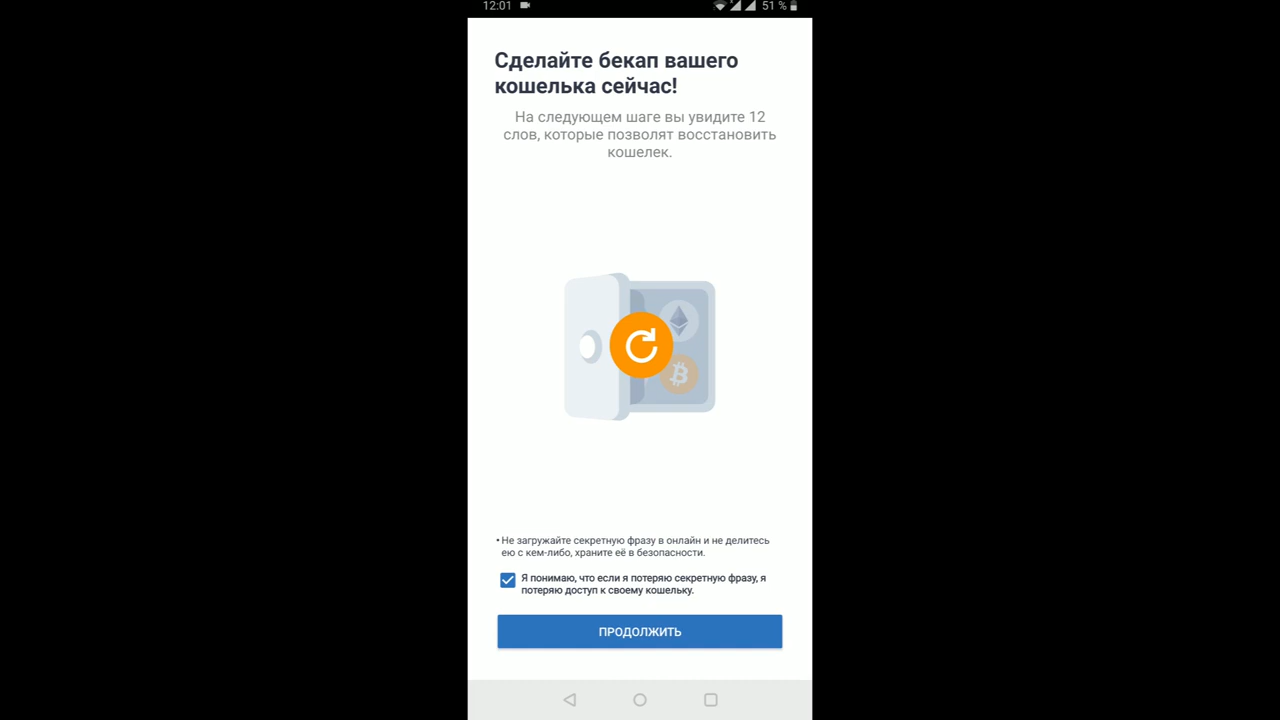 12:01
51 %
Сделайте бекап вашего
кошелька сейчас!
На следующем шаге вы увидите 12
слов, которые позволят восстановить
кошелек.
• Не загружайте секретную фразу в онлайн и не делитесь
ею с кем-либо, храните её в безопасности.
Я понимаю, что если я потеряю секретную фразу, я
потеряю доступ к своему кошельку.
ПРОДОЛЖИТЬ